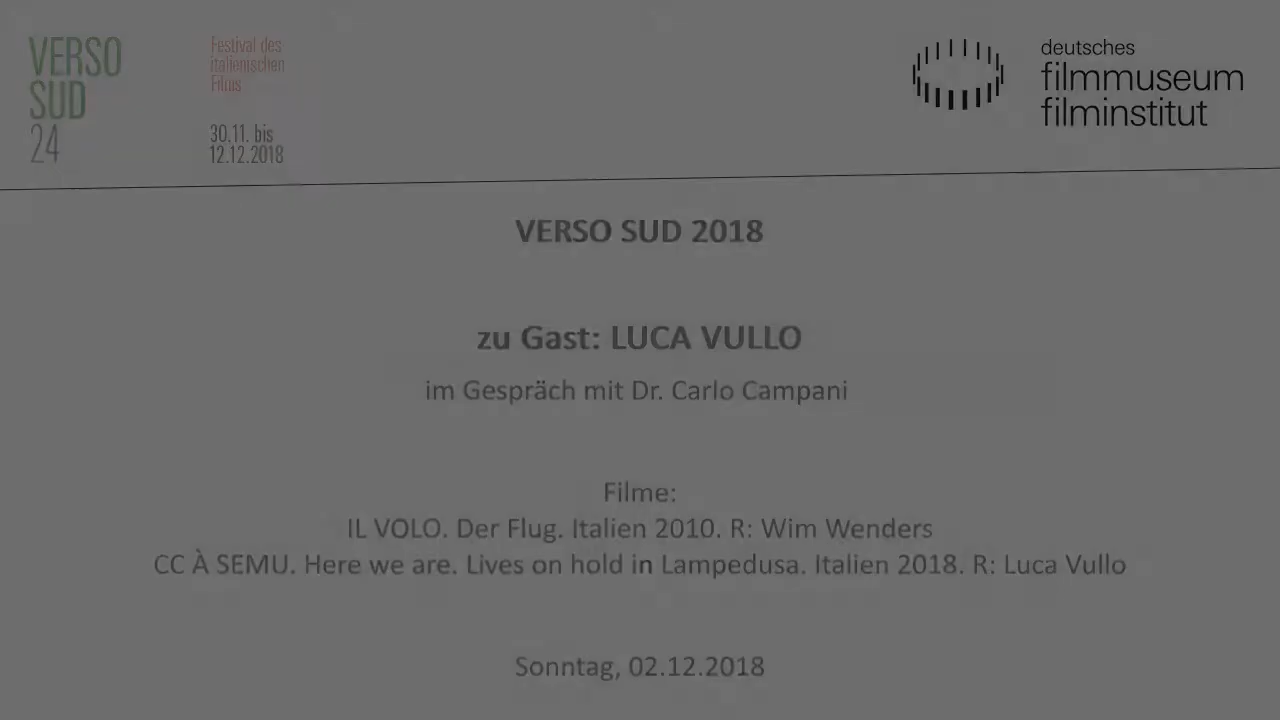 VERSO
SUD
24
Festival des
italienischen
Films
30.11. bis
12.12.2018
deutsches
filmmuseum
filminstitut
VERSO SUD 2018
zu Gast: LUCA VULLO
im Gespräch mit Dr. Carlo Campani
Filme:
IL VOLO. Der Flug. Italien 2010. R: Wim Wenders
CC À SEMU. Here we are. Lives on hold in Lampedusa. Italien 2018. R: Luca Vullo
Sonntag, 02.12.2018